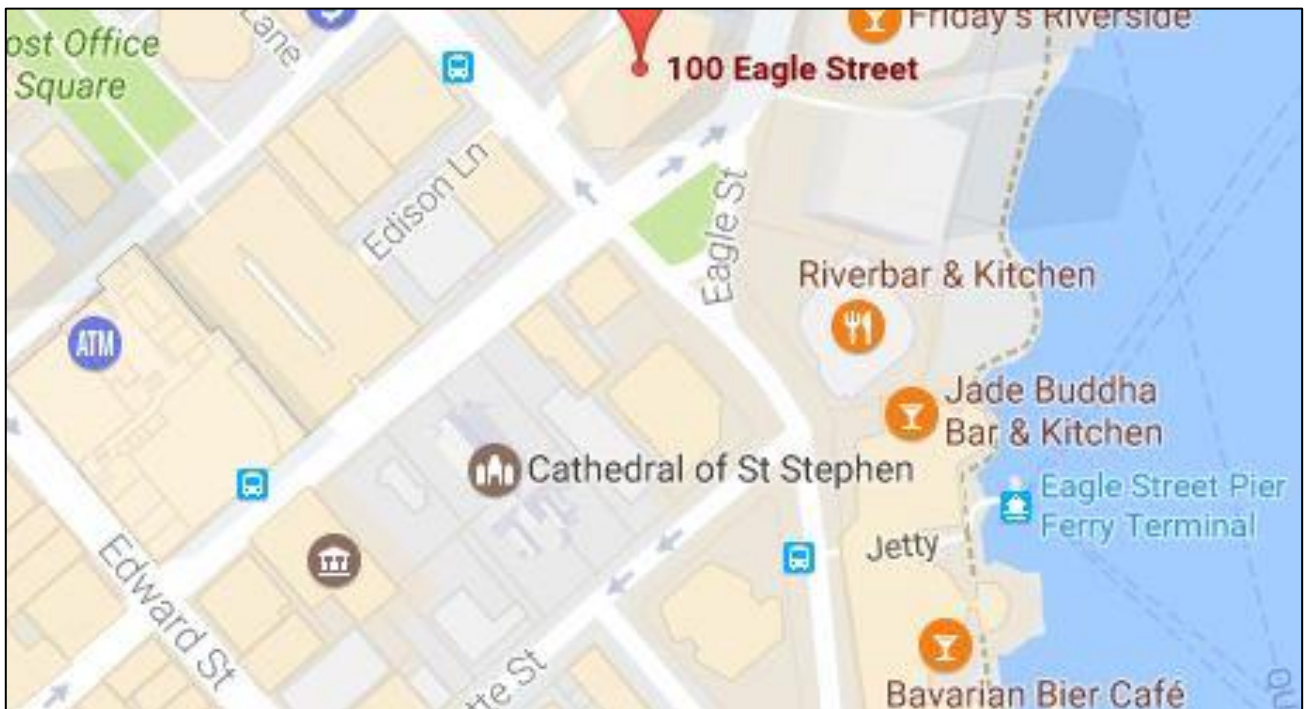 ost Office
Square
Lane
Friday's Riverside
100 Eagle Street
Edison Ln
Eagle St
Riverbar & Kitchen
ATM
Jade Buddha
Bar & Kitchen
Cathedral of St Stephen
Eagle Street Pier
Ferry Terminal
Jetty
Edward St
tte St
Bavarian Bier Café
QU